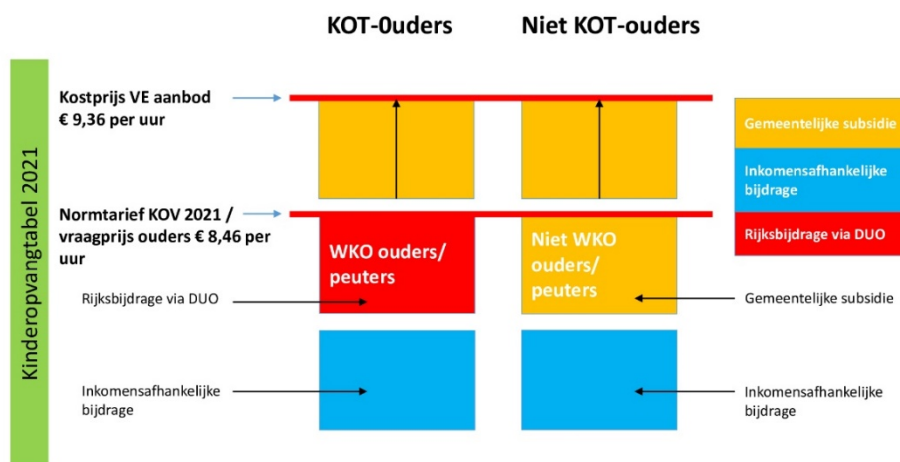 KOT-0uders
Niet KOT-ouders
Kinderopvangtabel 2021
Kostprijs VE aanbod
€ 9,36 per uur
Normtarief KOV 2021 /
vraagprijs ouders € 8,46 per
uur
WKO ouders/
peuters
Niet WKO
ouders/
peuters
Rijksbijdrage via DUO
Gemeentelijke subsidie
Inkomensafhankelijke
bijdrage
Inkomensafhankelijke
bijdrage
Gemeentelijke subsidie
Inkomensafhankelijke
bijdrage
Rijksbijdrage via DUO